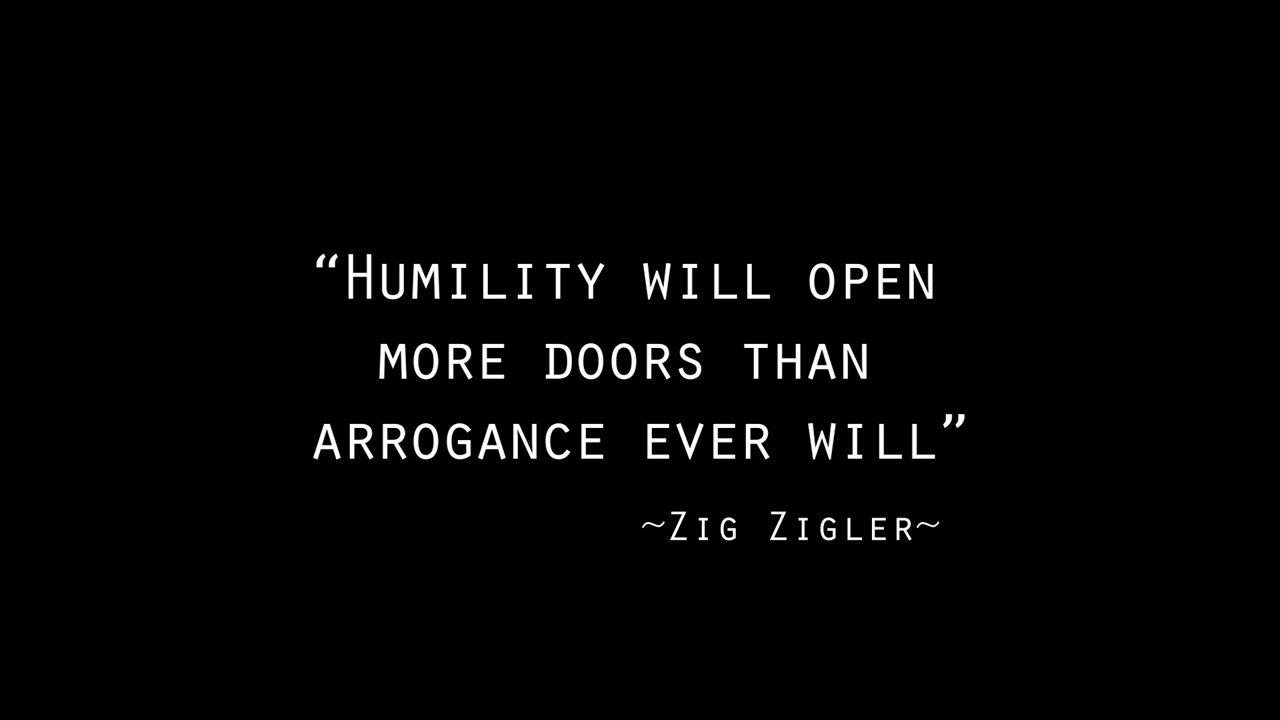 “Humility will open
more doors than
arrogance ever will”
~Zig Zigler~